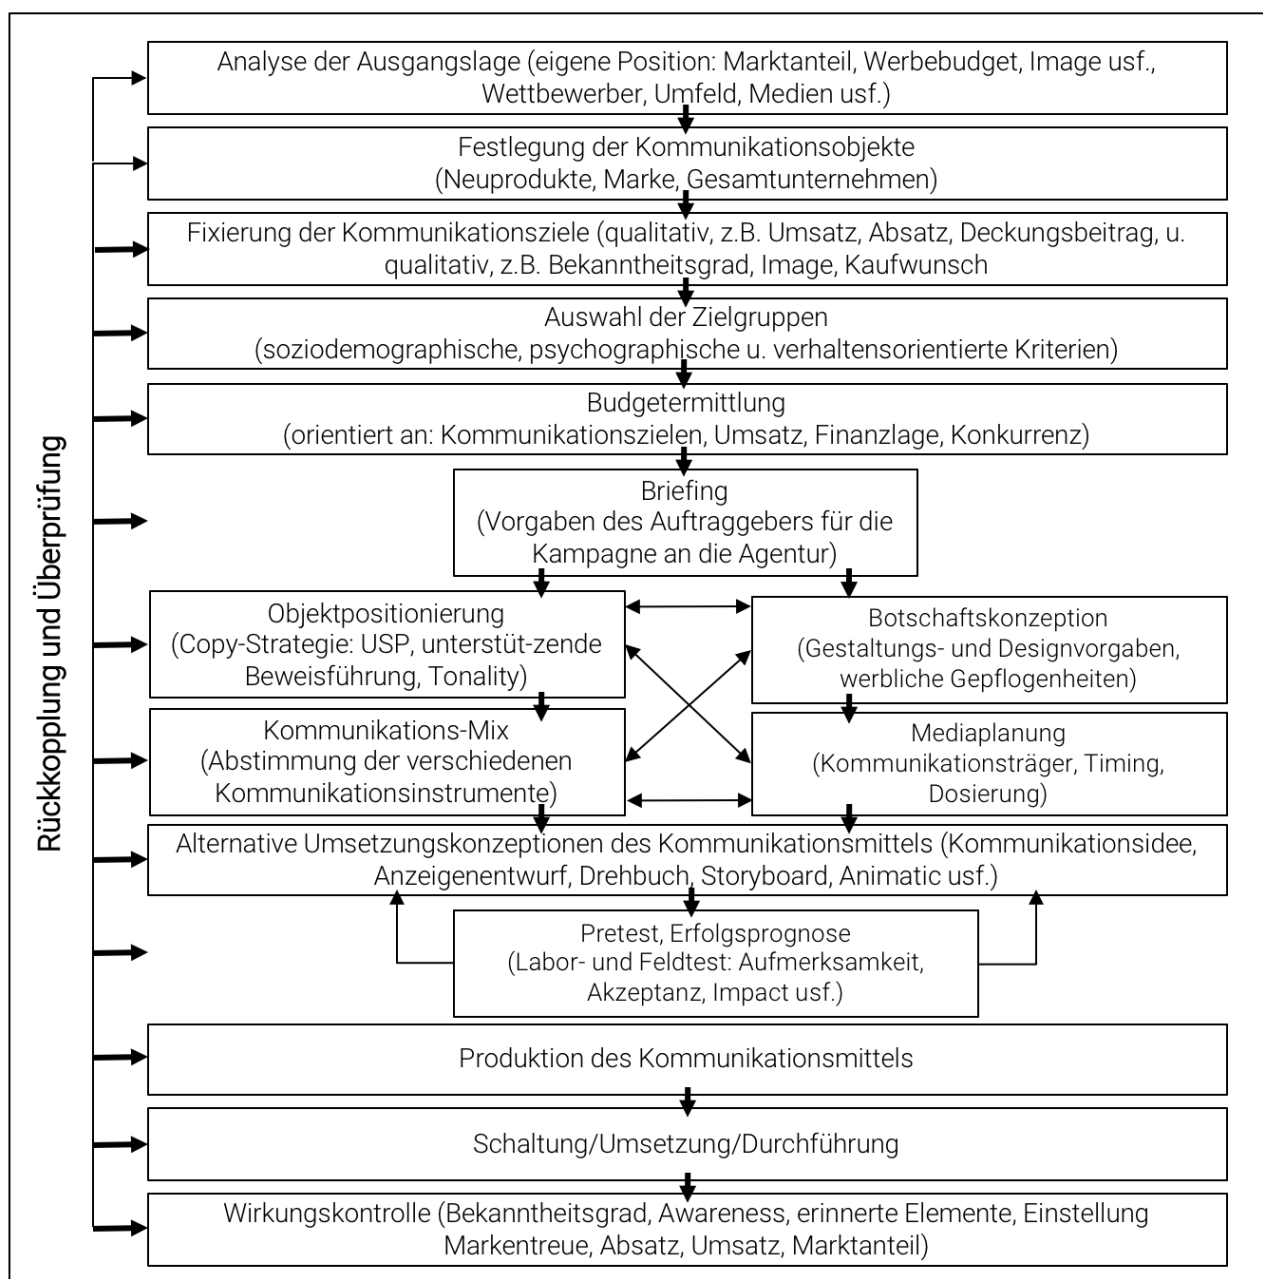 Analyse der Ausgangslage (eigene Position: Marktanteil, Werbebudget, Image usf.,
Wettbewerber, Umfeld, Medien usf.)
Festlegung der Kommunikationsobjekte
(Neuprodukte, Marke, Gesamtunternehmen)
Fixierung der Kommunikationsziele (qualitativ, z.B. Umsatz, Absatz, Deckungsbeitrag, u.
qualitativ, z.B. Bekanntheitsgrad, Image, Kaufwunsch
Auswahl der Zielgruppen
(soziodemographische, psychographische u. verhaltensorientierte Kriterien)
Budgetermittlung
(orientiert an: Kommunikationszielen, Umsatz, Finanzlage, Konkurrenz)
Briefing
(Vorgaben des Auftraggebers für die
Kampagne an die Agentur)
Objektpositionierung
(Copy-Strategie: USP, unterstüt-zende
Beweisführung, Tonality)
Botschaftskonzeption
(Gestaltungs- und Designvorgaben,
werbliche Gepflogenheiten)
Kommunikations-Mix
(Abstimmung der verschiedenen
Kommunikationsinstrumente)
Mediaplanung
(Kommunikationsträger, Timing,
Dosierung)
Alternative Umsetzungskonzeptionen des Kommunikationsmittels (Kommunikationsidee,
Anzeigenentwurf, Drehbuch, Storyboard, Animatic usf.)
Pretest, Erfolgsprognose
(Labor- und Feldtest: Aufmerksamkeit,
Akzeptanz, Impact usf.)
Produktion des Kommunikationsmittels
Schaltung/Umsetzung/Durchführung
Wirkungskontrolle (Bekanntheitsgrad, Awareness, erinnerte Elemente, Einstellung
Markentreue, Absatz, Umsatz, Marktanteil)
Rückkopplung und Überprüfung